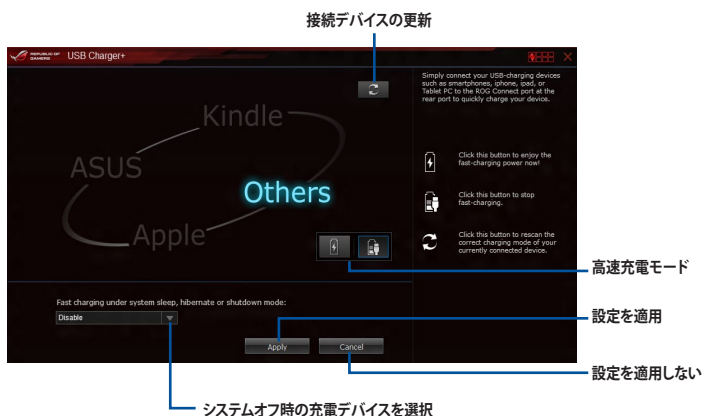 接続デバイスの更新
REPUBLIC OF
GAMERS
USB Charger+
Simply connect your USB-charging devices
such as smartphones, iphone, ipad, or
Tablet PC to the ROG Connect port at the
rear port to quickly charge your device.
Kindle
ASUS
Others
Apple
Click this button to enjoy the
fast-charging power now!
Click this button to stop
fast-charging.
Click this button to rescan the
correct charging mode of your
currently connected device.
高速充電モード
Fast charging under system sleep, hibernate or shutdown mode:
Disable
設定を適用
Apply
Cancel
設定を適用しない
システムオフ時の充電デバイスを選択